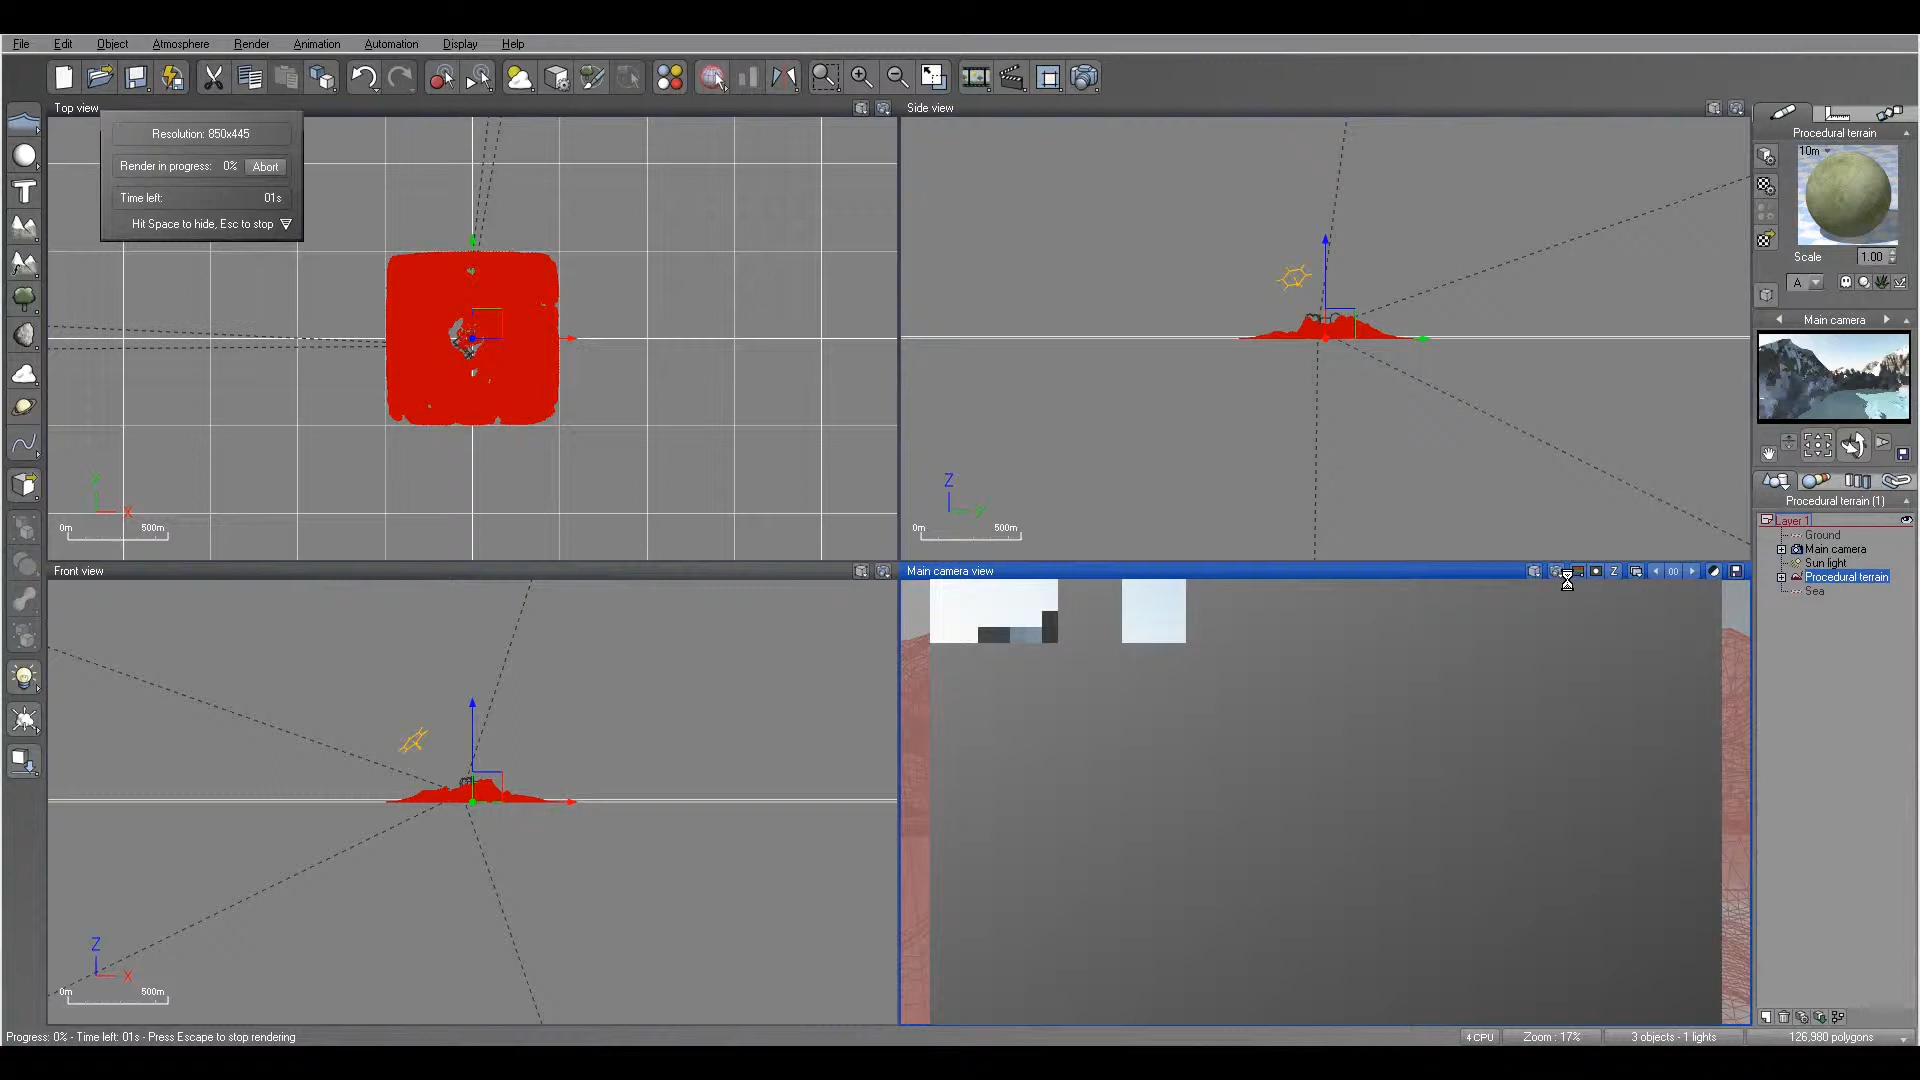 File Edit Object Atmosphere Render Animation Automation Display Help
Top view
Side view
Resolution: 850x445
Render in progress: 0% Abort
Time left: 01s
Hit Space to hide, Esc to stop
Procedural terrain
10m
Scale 1.00
A
Main camera
Z
Y
X
0m 500m
Z
Y
0m 500m
Procedural terrain (1)
Layer 1
Ground
Main camera
Sun light
Procedural terrain
Sea
Front view
Main camera view
Z 00
Z
X
0m 500m
Progress: 0% - Time left: 01s - Press Escape to stop rendering
4 CPU
Zoom : 17%
3 objects - 1 lights
126,980 polygons